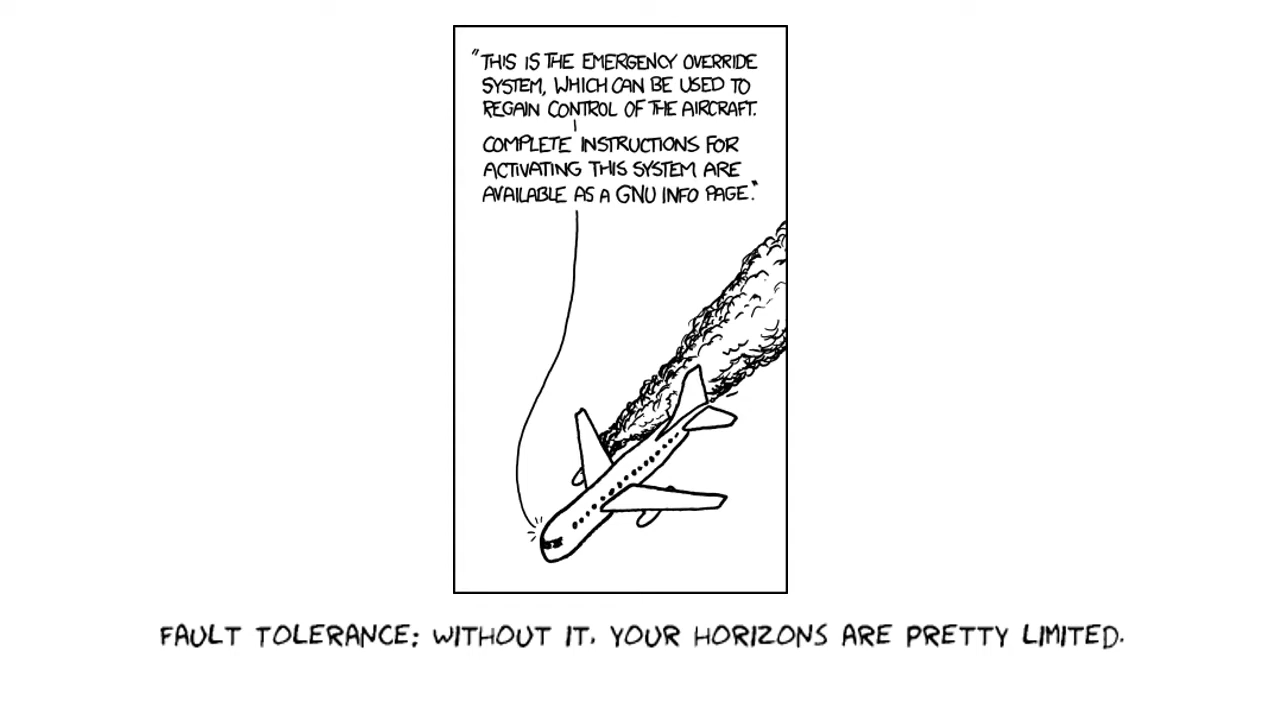 "THIS IS THE EMERGENCY OVERRIDE
SYSTEM, WHICH CAN BE USED TO
REGAIN CONTROL OF THE AIRCRAFT.
COMPLETE INSTRUCTIONS FOR
ACTIVATING THIS SYSTEM ARE
AVAILABLE AS A GNU INFO PAGE."
FAULT TOLERANCE; WITHOUT IT, YOUR HORIZONS ARE PRETTY LIMITED.